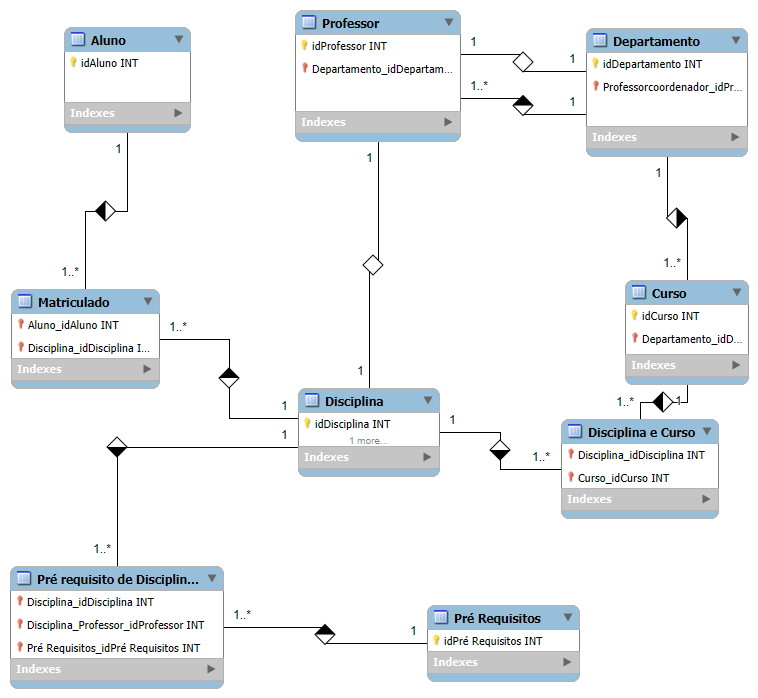 Aluno
idAluno INT
Indexes
1
Professor
idProfessor INT
Departamento_idDepartam...
Indexes
1
1
1..*
1
Departamento
idDepartamento INT
Professorcoordenador_idPr...
Indexes
1
1
1..*
1..*
Matriculado
Aluno_idAluno INT
Disciplina_idDisciplina I...
Indexes
1..*
1
1
Disciplina
idDisciplina INT
1 more...
Indexes
1
1
1
1..*
Curso
idCurso INT
Departamento_idD...
Indexes
1..*
1
Disciplina e Curso
Disciplina_idDisciplina INT
Curso_idCurso INT
Indexes
1..*
Pré requisito de Disciplin...
Disciplina_idDisciplina INT
Disciplina_Professor_idProfessor INT
Pré Requisitos_idPré Requisitos INT
Indexes
1..*
1
Pré Requisitos
idPré Requisitos INT
Indexes